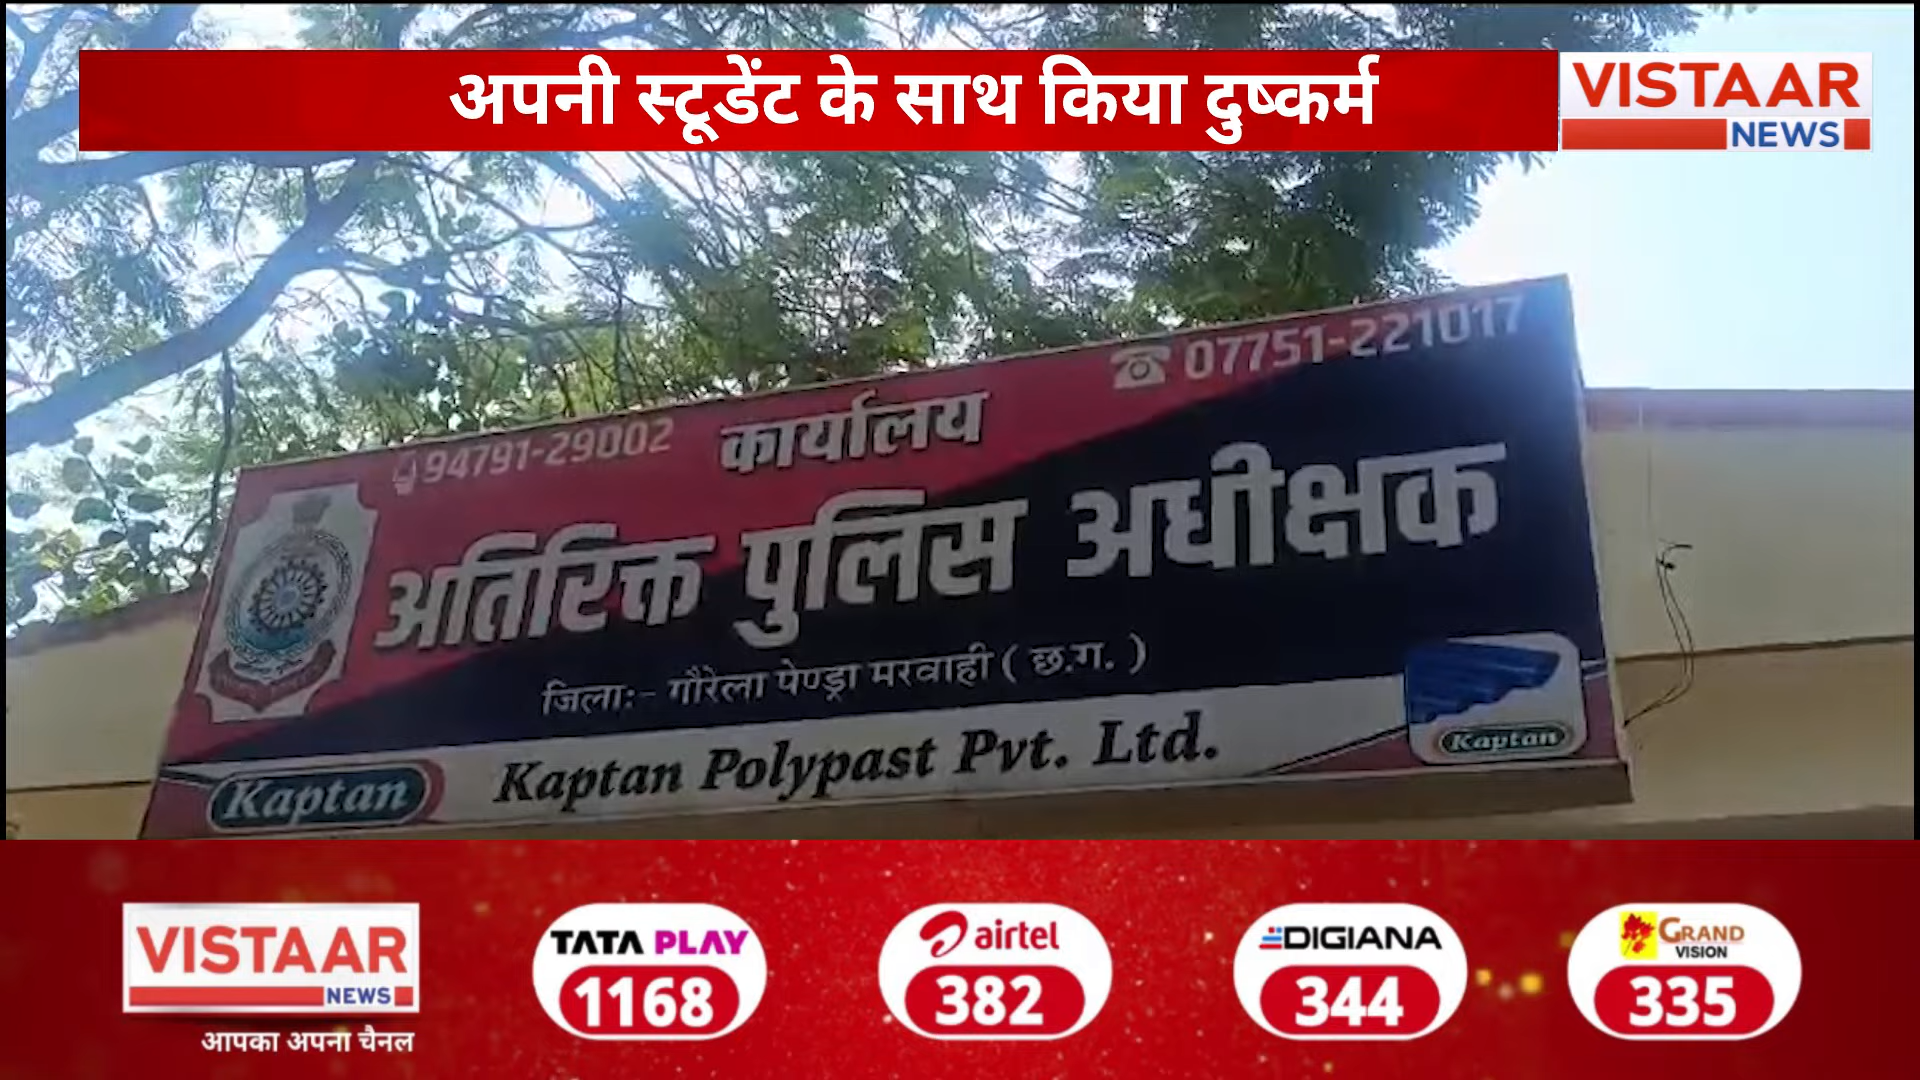 अपनी स्टूडेंट के साथ किया दुष्कर्म
VISTAAR
NEWS
07751-221017
94791-29002
कार्यालय
अतिरिक्त पुलिस अधीक्षक
जिला:- गौरेला पेण्ड्रा मरवाही ( छ.ग. )
Kaptan
Kaptan Polypast Pvt. Ltd.
Kaptan
VISTAAR
NEWS
आपका अपना चैनल
TATA PLAY
1168
airtel
382
DIGIANA
344
GRAND
VISION
335